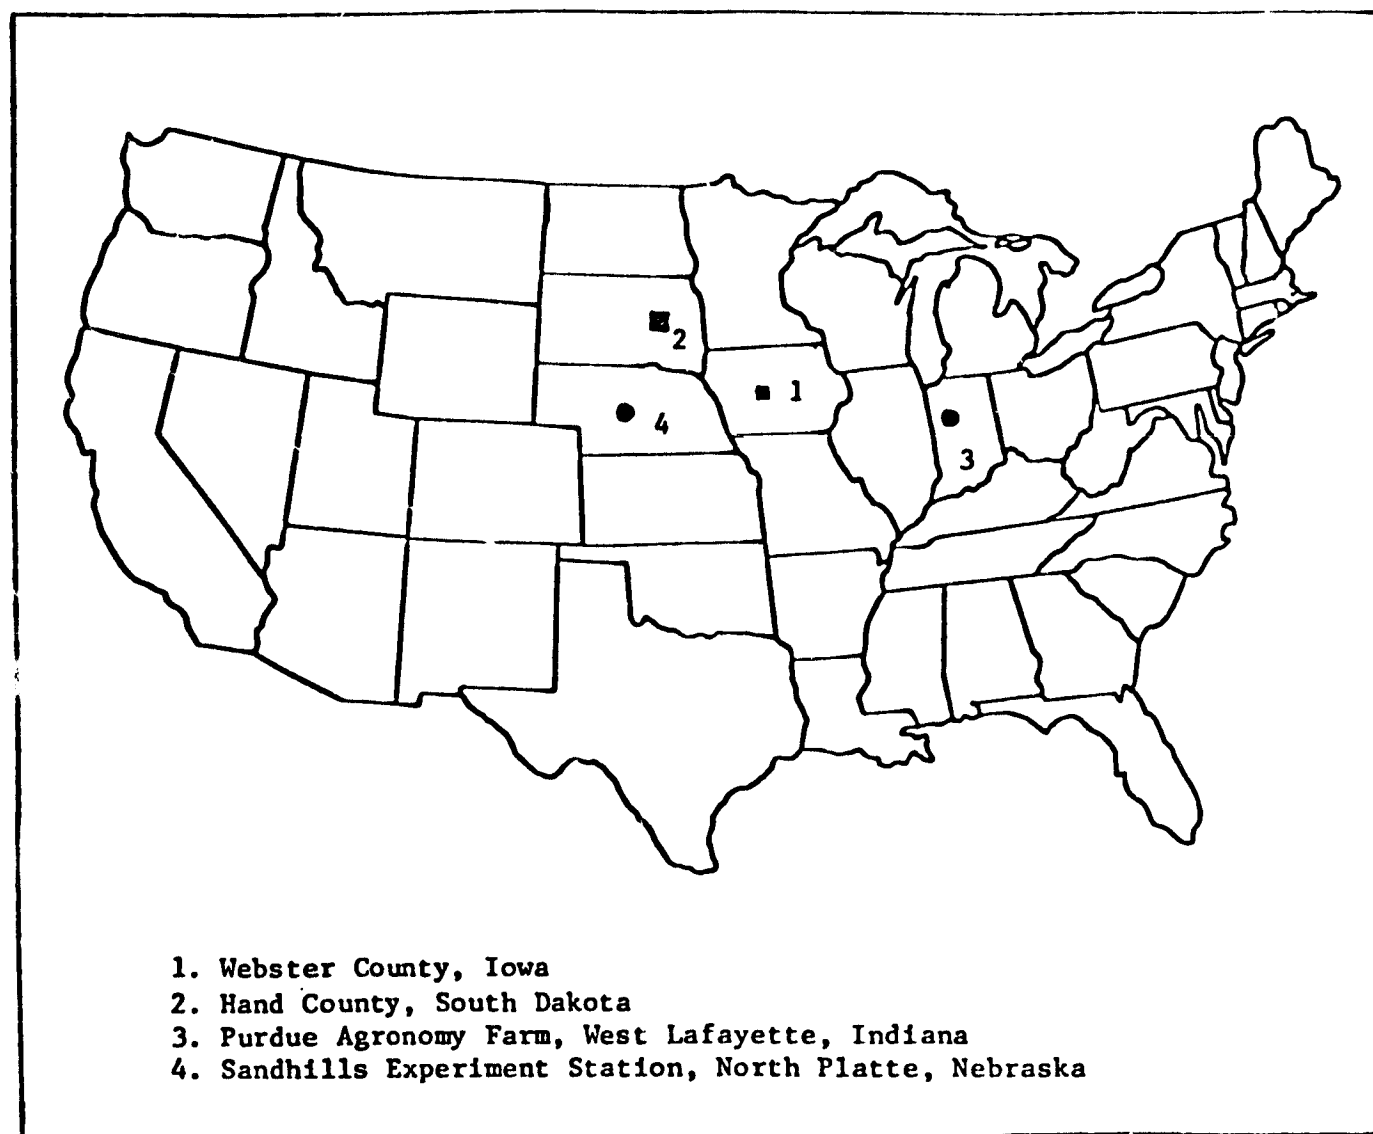 2
1
4
3
1. Webster County, Iowa
2. Hand County, South Dakota
3. Purdue Agronomy Farm, West Lafayette, Indiana
4. Sandhills Experiment Station, North Platte, Nebraska